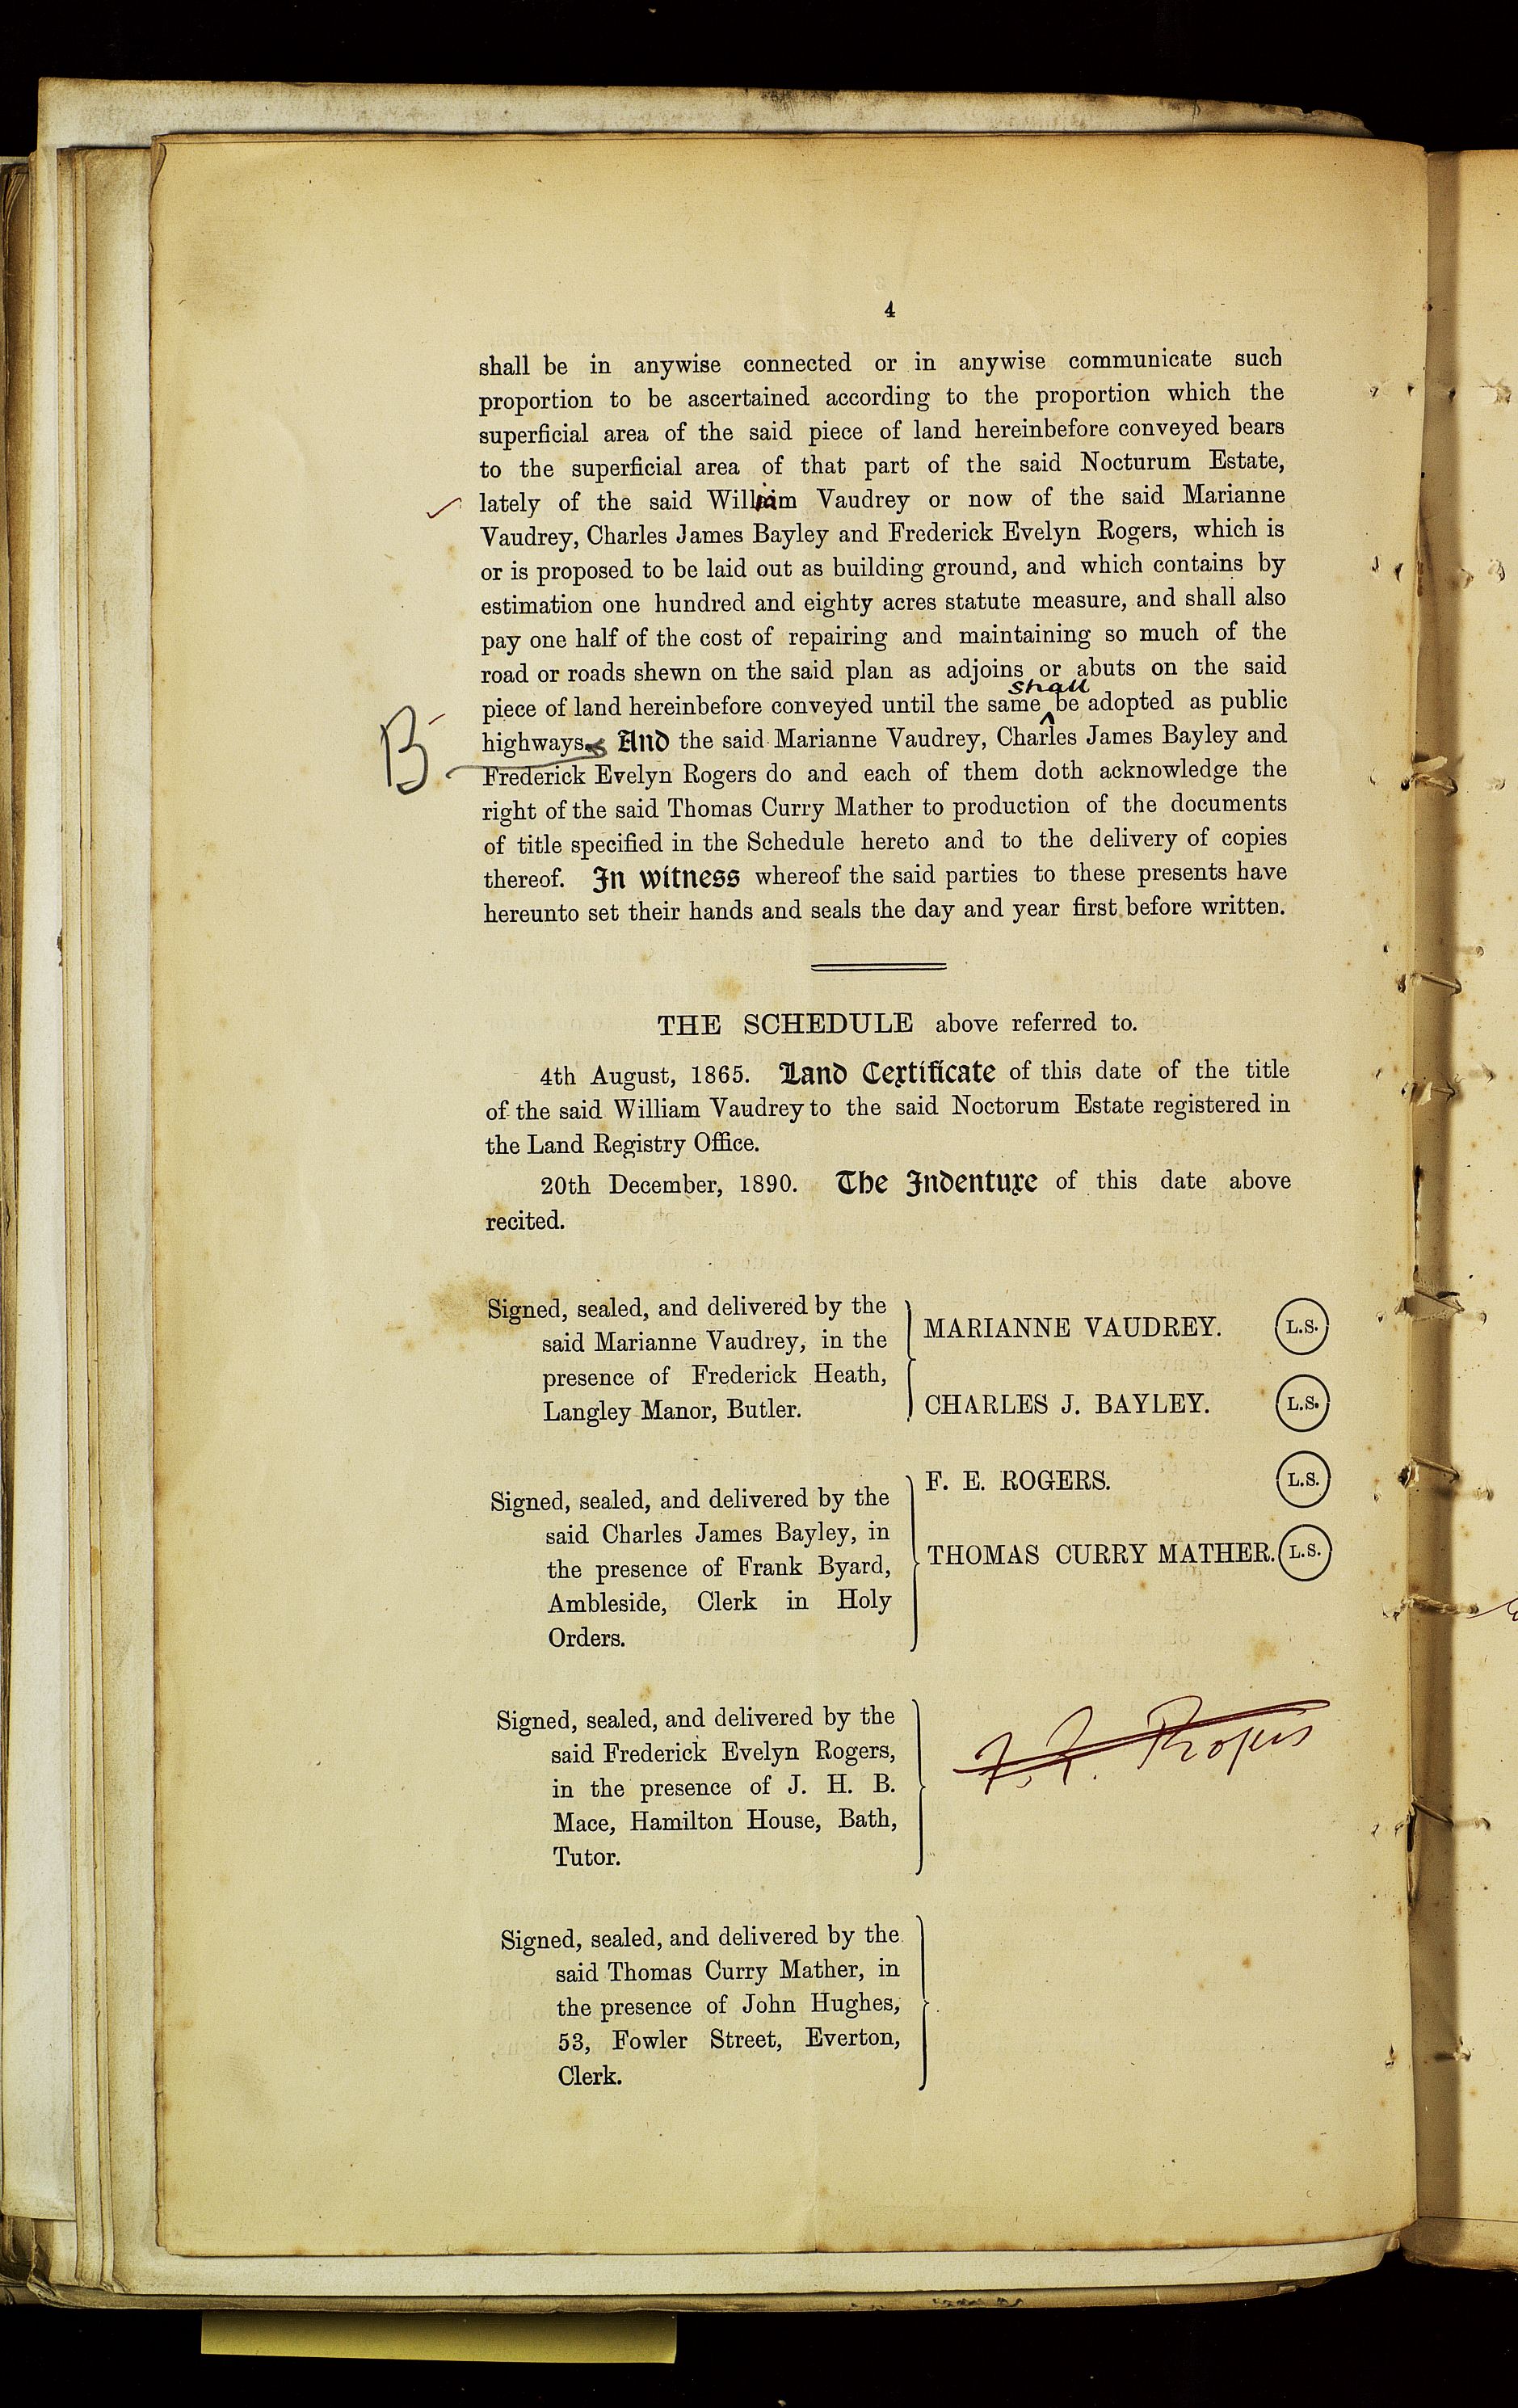 4
shall be in anywise connected or in anywise communicate such
proportion to be ascertained according to the proportion which the
superficial area of the said piece of land hereinbefore conveyed bears
to the superficial area of that part of the said Nocturum Estate,
lately of the said William Vaudrey or now of the said Marianne
Vaudrey, Charles James Bayley and Frederick Evelyn Rogers, which is
or is proposed to be laid out as building ground, and which contains by
estimation one hundred and eighty acres statute measure, and shall also
pay one half of the cost of repairing and maintaining so much of the
road or roads shewn on the said plan as adjoins or abuts on the said
shall
piece of land hereinbefore conveyed until the same be adopted as public
B
highways And the said Marianne Vaudrey, Charles James Bayley and
Frederick Evelyn Rogers do and each of them doth acknowledge the
right of the said Thomas Curry Mather to production of the documents
of title specified in the Schedule hereto and to the delivery of copies
thereof. In witness whereof the said parties to these presents have
hereunto set their hands and seals the day and year first before written.
THE SCHEDULE above referred to.
4th August, 1865. Land Certificate of this date of the title
of the said William Vaudrey to the said Noctorum Estate registered in
the Land Registry Office.
20th December, 1890. The Indenture of this date above
recited.
Signed, sealed, and delivered by the
said Marianne Vaudrey, in the
presence of Frederick Heath,
Langley Manor, Butler.
MARIANNE VAUDREY. L.S.
CHARLES J. BAYLEY. L.S.
F. E. ROGERS. L.S.
THOMAS CURRY MATHER. L.S.
Signed, sealed, and delivered by the
said Charles James Bayley, in
the presence of Frank Byard,
Ambleside, Clerk in Holy
Orders.
Signed, sealed, and delivered by the
said Frederick Evelyn Rogers,
in the presence of J. H. B.
Mace, Hamilton House, Bath,
Tutor.
F. E. Rogers
Signed, sealed, and delivered by the
said Thomas Curry Mather, in
the presence of John Hughes,
53, Fowler Street, Everton,
Clerk.